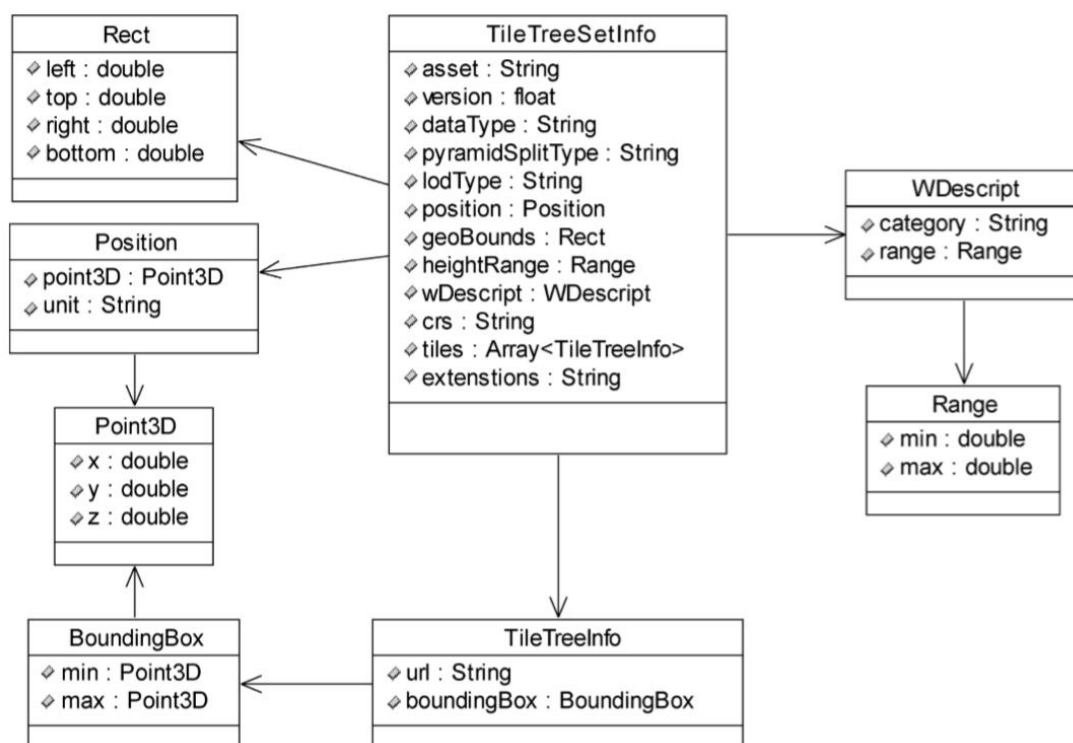 Rect
left : double
top : double
right : double
bottom : double
TileTreeSetInfo
asset : String
version : float
dataType : String
pyramidSplitType : String
lodType : String
position : Position
geoBounds : Rect
heightRange : Range
wDescript : WDescript
crs : String
tiles : Array<TileTreeInfo>
extenstions : String
WDescript
category : String
range : Range
Position
point3D : Point3D
unit : String
Point3D
x : double
y : double
z : double
Range
min : double
max : double
BoundingBox
min : Point3D
max : Point3D
TileTreeInfo
url : String
boundingBox : BoundingBox